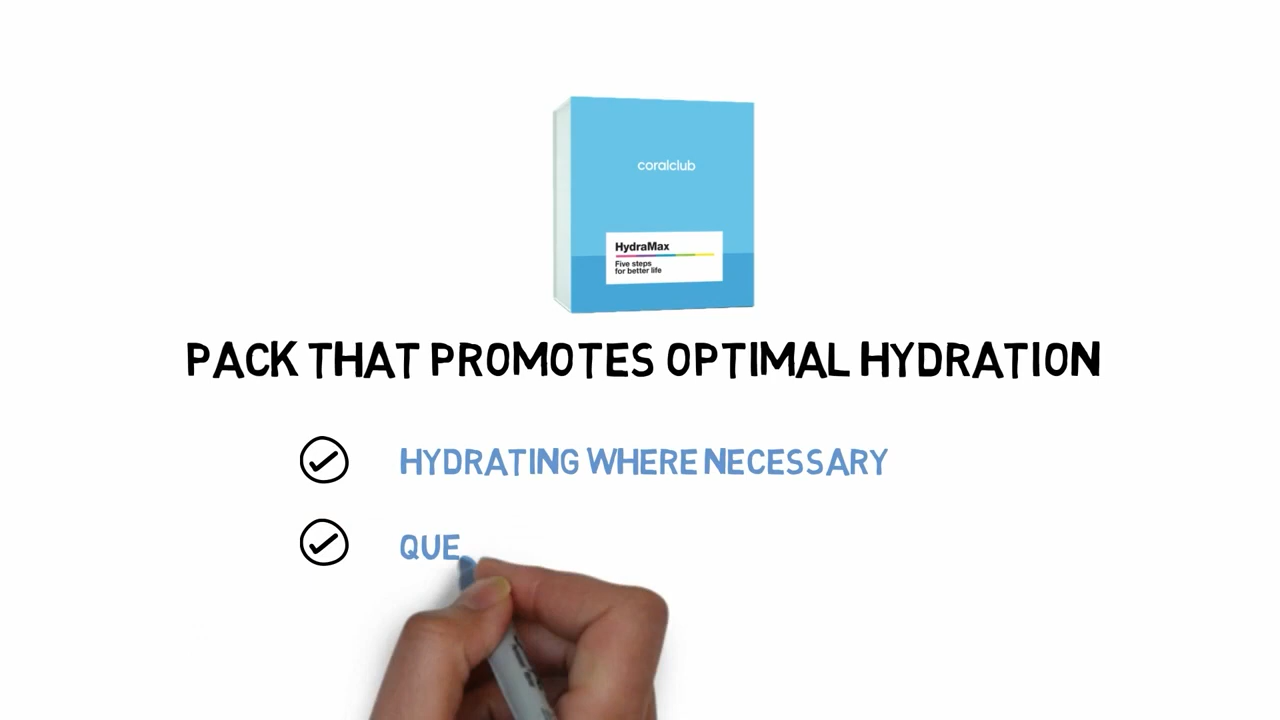 coralclub
HydraMax
Five steps
for better life
PACK THAT PROMOTES OPTIMAL HYDRATION
HYDRATING WHERE NECESSARY
QUE